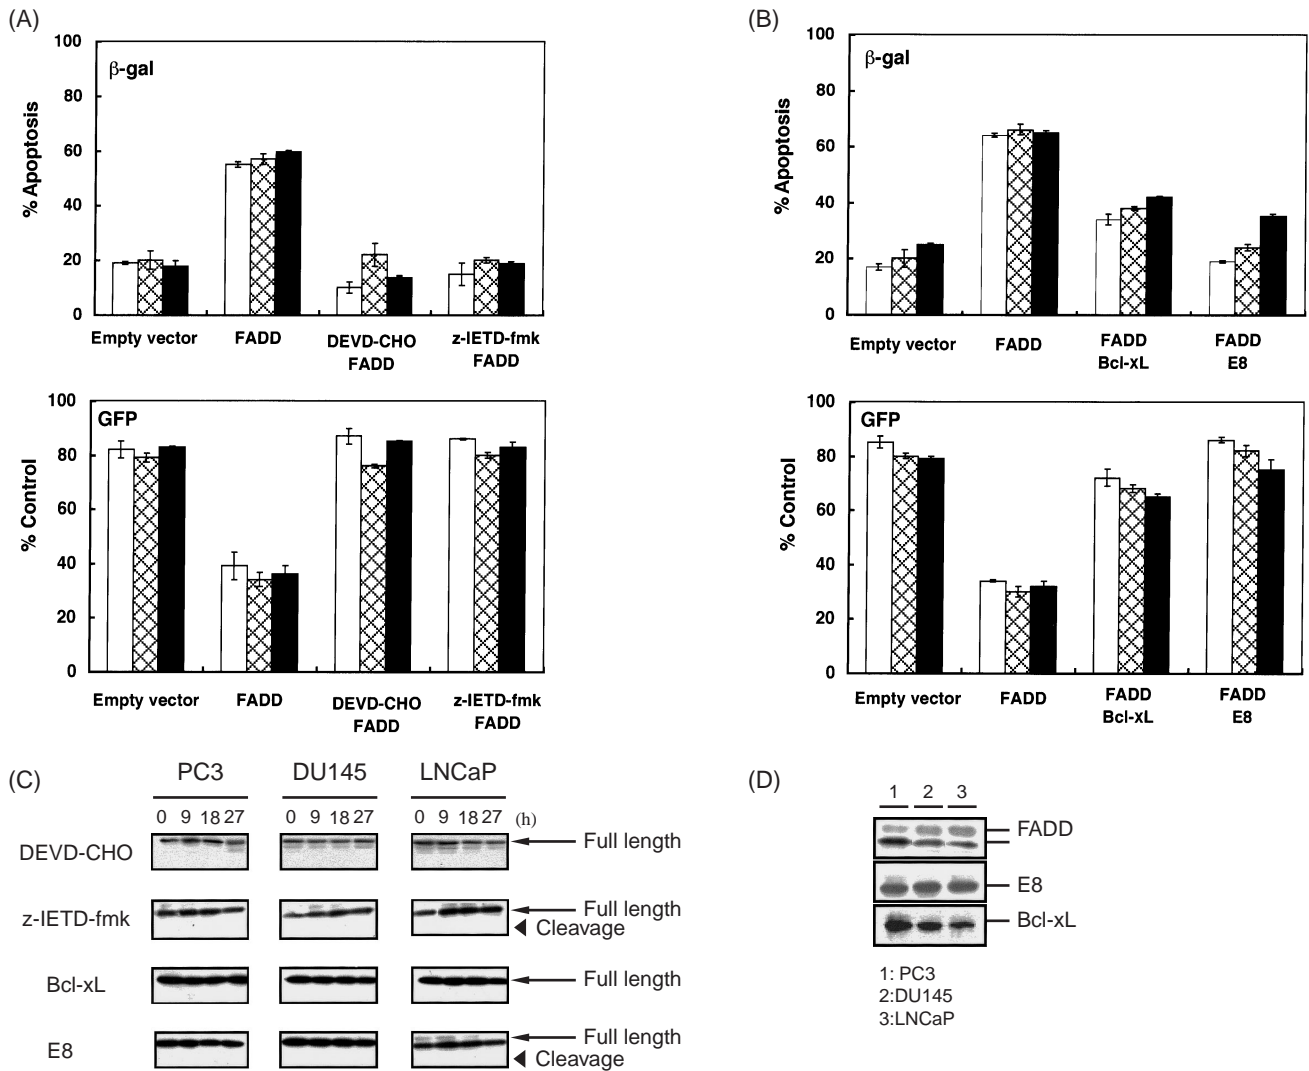 (A)
100
80
60
40
20
0
% Apoptosis
β-gal
Empty vector
FADD
DEVD-CHO
FADD
z-IETD-fmk
FADD
100
80
60
40
20
0
% Control
GFP
Empty vector
FADD
DEVD-CHO
FADD
z-IETD-fmk
FADD
(B)
100
80
60
40
20
0
% Apoptosis
β-gal
Empty vector
FADD
FADD
Bcl-xL
FADD
E8
100
80
60
40
20
0
% Control
GFP
Empty vector
FADD
FADD
Bcl-xL
FADD
E8
(C)
PC3 DU145 LNCaP
0 9 18 27 0 9 18 27 0 9 18 27 (h)
DEVD-CHO Full length
z-IETD-fmk Full length
Cleavage
Bcl-xL Full length
E8 Full length
Cleavage
(D)
1 2 3
FADD
E8
Bcl-xL
1: PC3
2:DU145
3:LNCaP